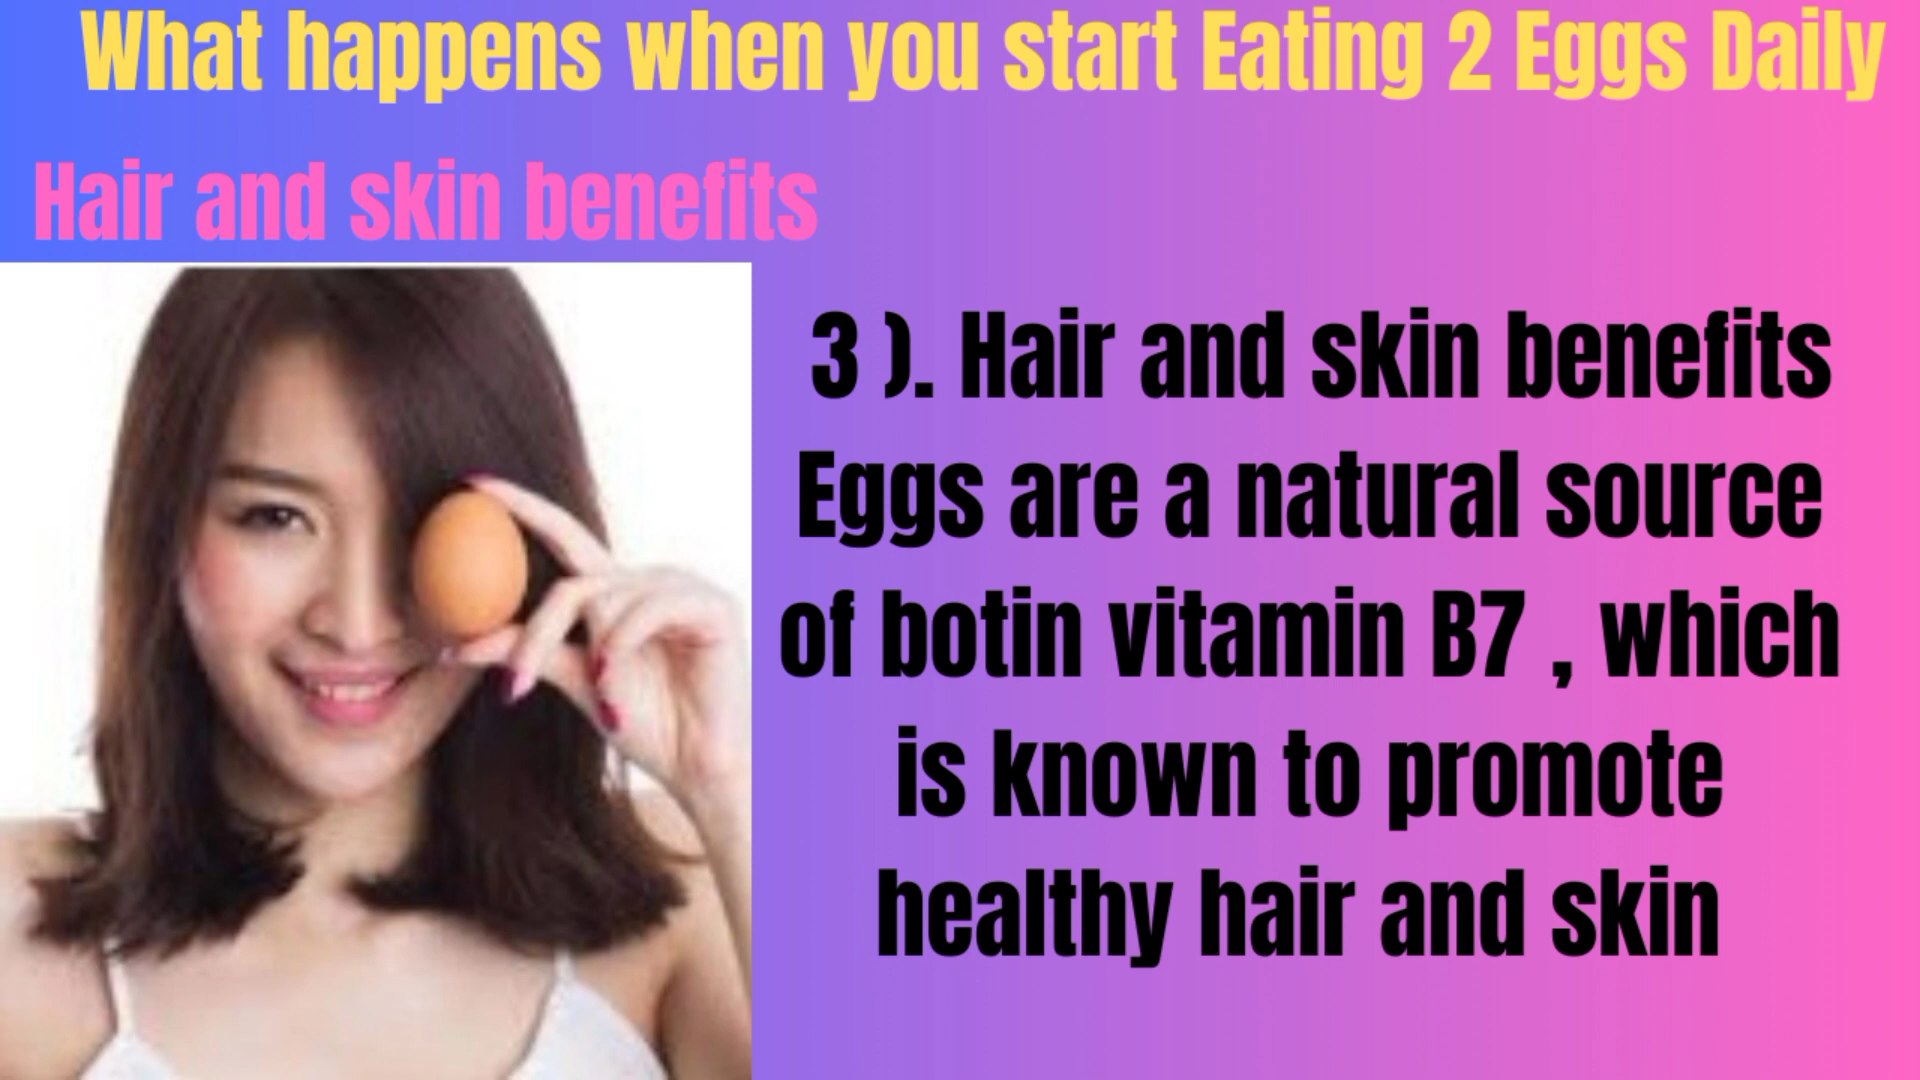 What happens when you start Eating 2 Eggs Daily
Hair and skin benefits
3 ). Hair and skin benefits
Eggs are a natural source
of botin vitamin B7 , which
is known to promote
healthy hair and skin